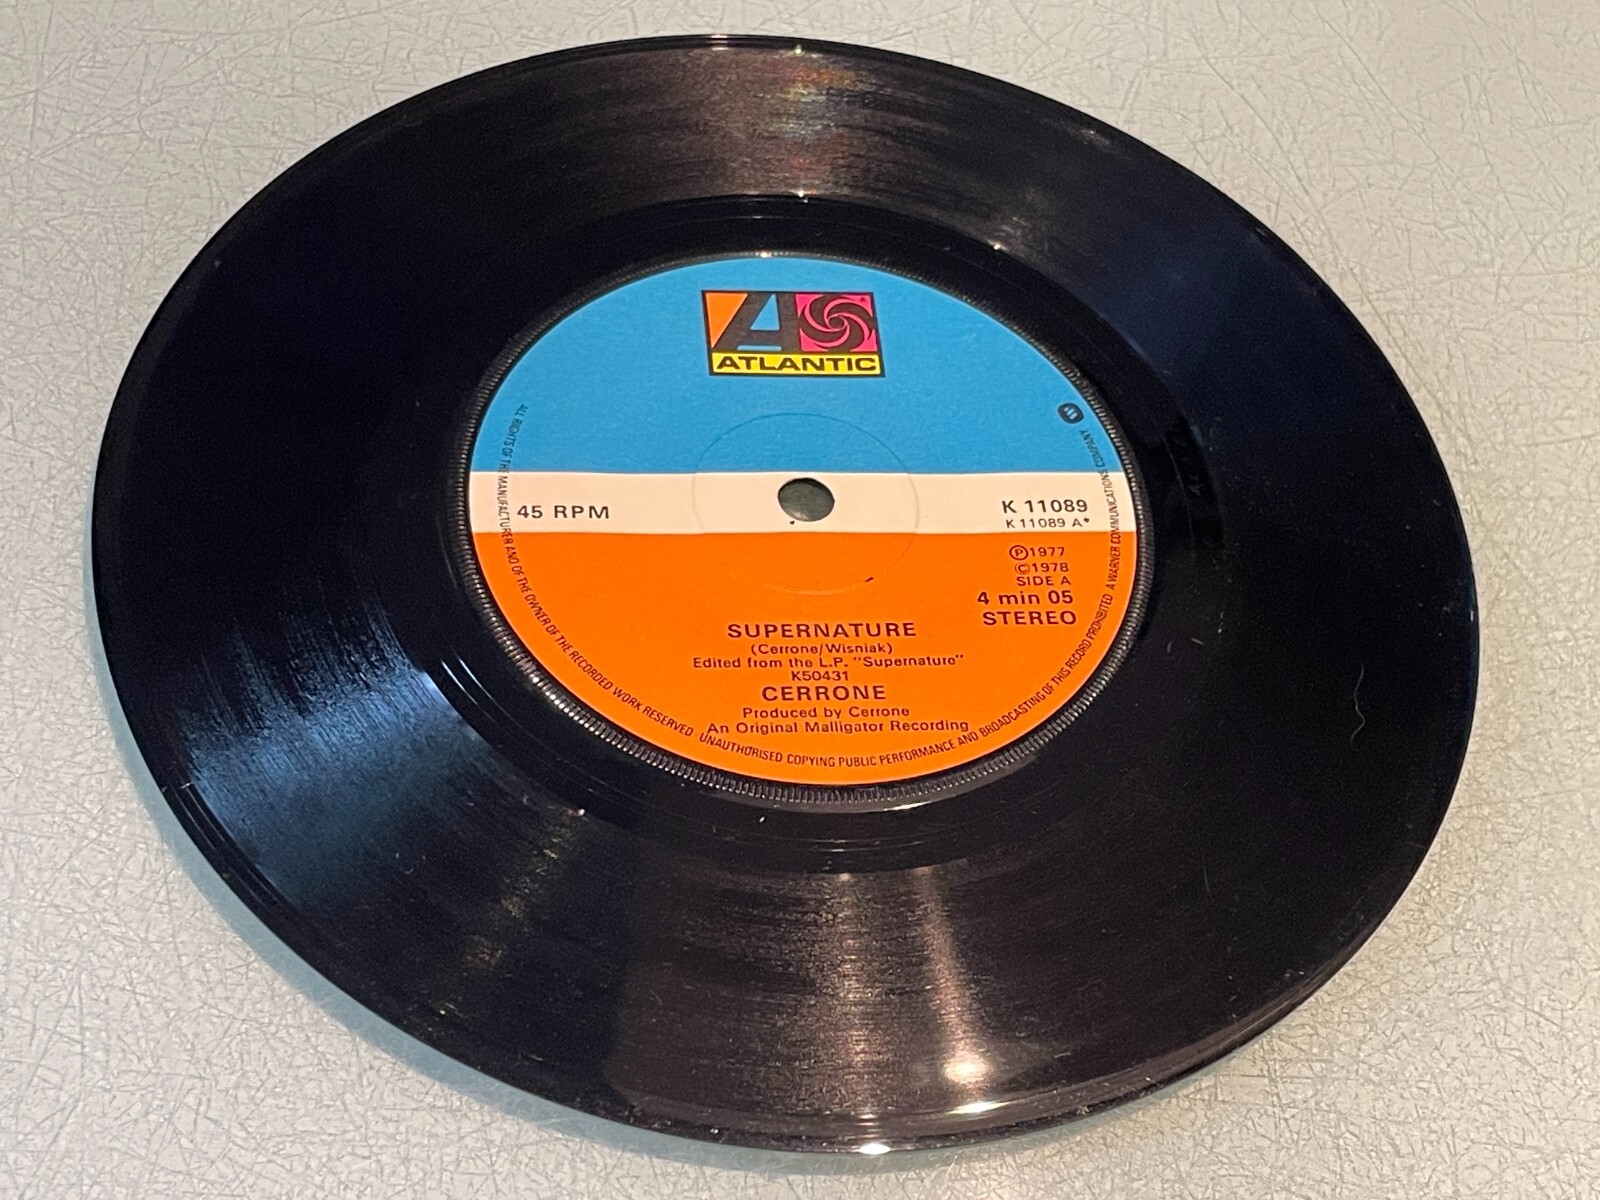 ATLANTIC
45 RPM
K 11089
K 11089 A*
Ⓟ1977
©1978
SIDE A
4 min 05
STEREO
SUPERNATURE
(Cerrone/Wisniak)
Edited from the L.P. "Supernature"
K50431
CERRONE
Produced by Cerrone
An Original Malligator Recording
ALL RIGHTS OF THE MANUFACTURER AND OF THE OWNER OF THE RECORDED WORK RESERVED UNAUTHORISED COPYING PUBLIC PERFORMANCE AND BROADCASTING OF THIS RECORD PROHIBITED A WARNER COMMUNICATIONS COMPANY